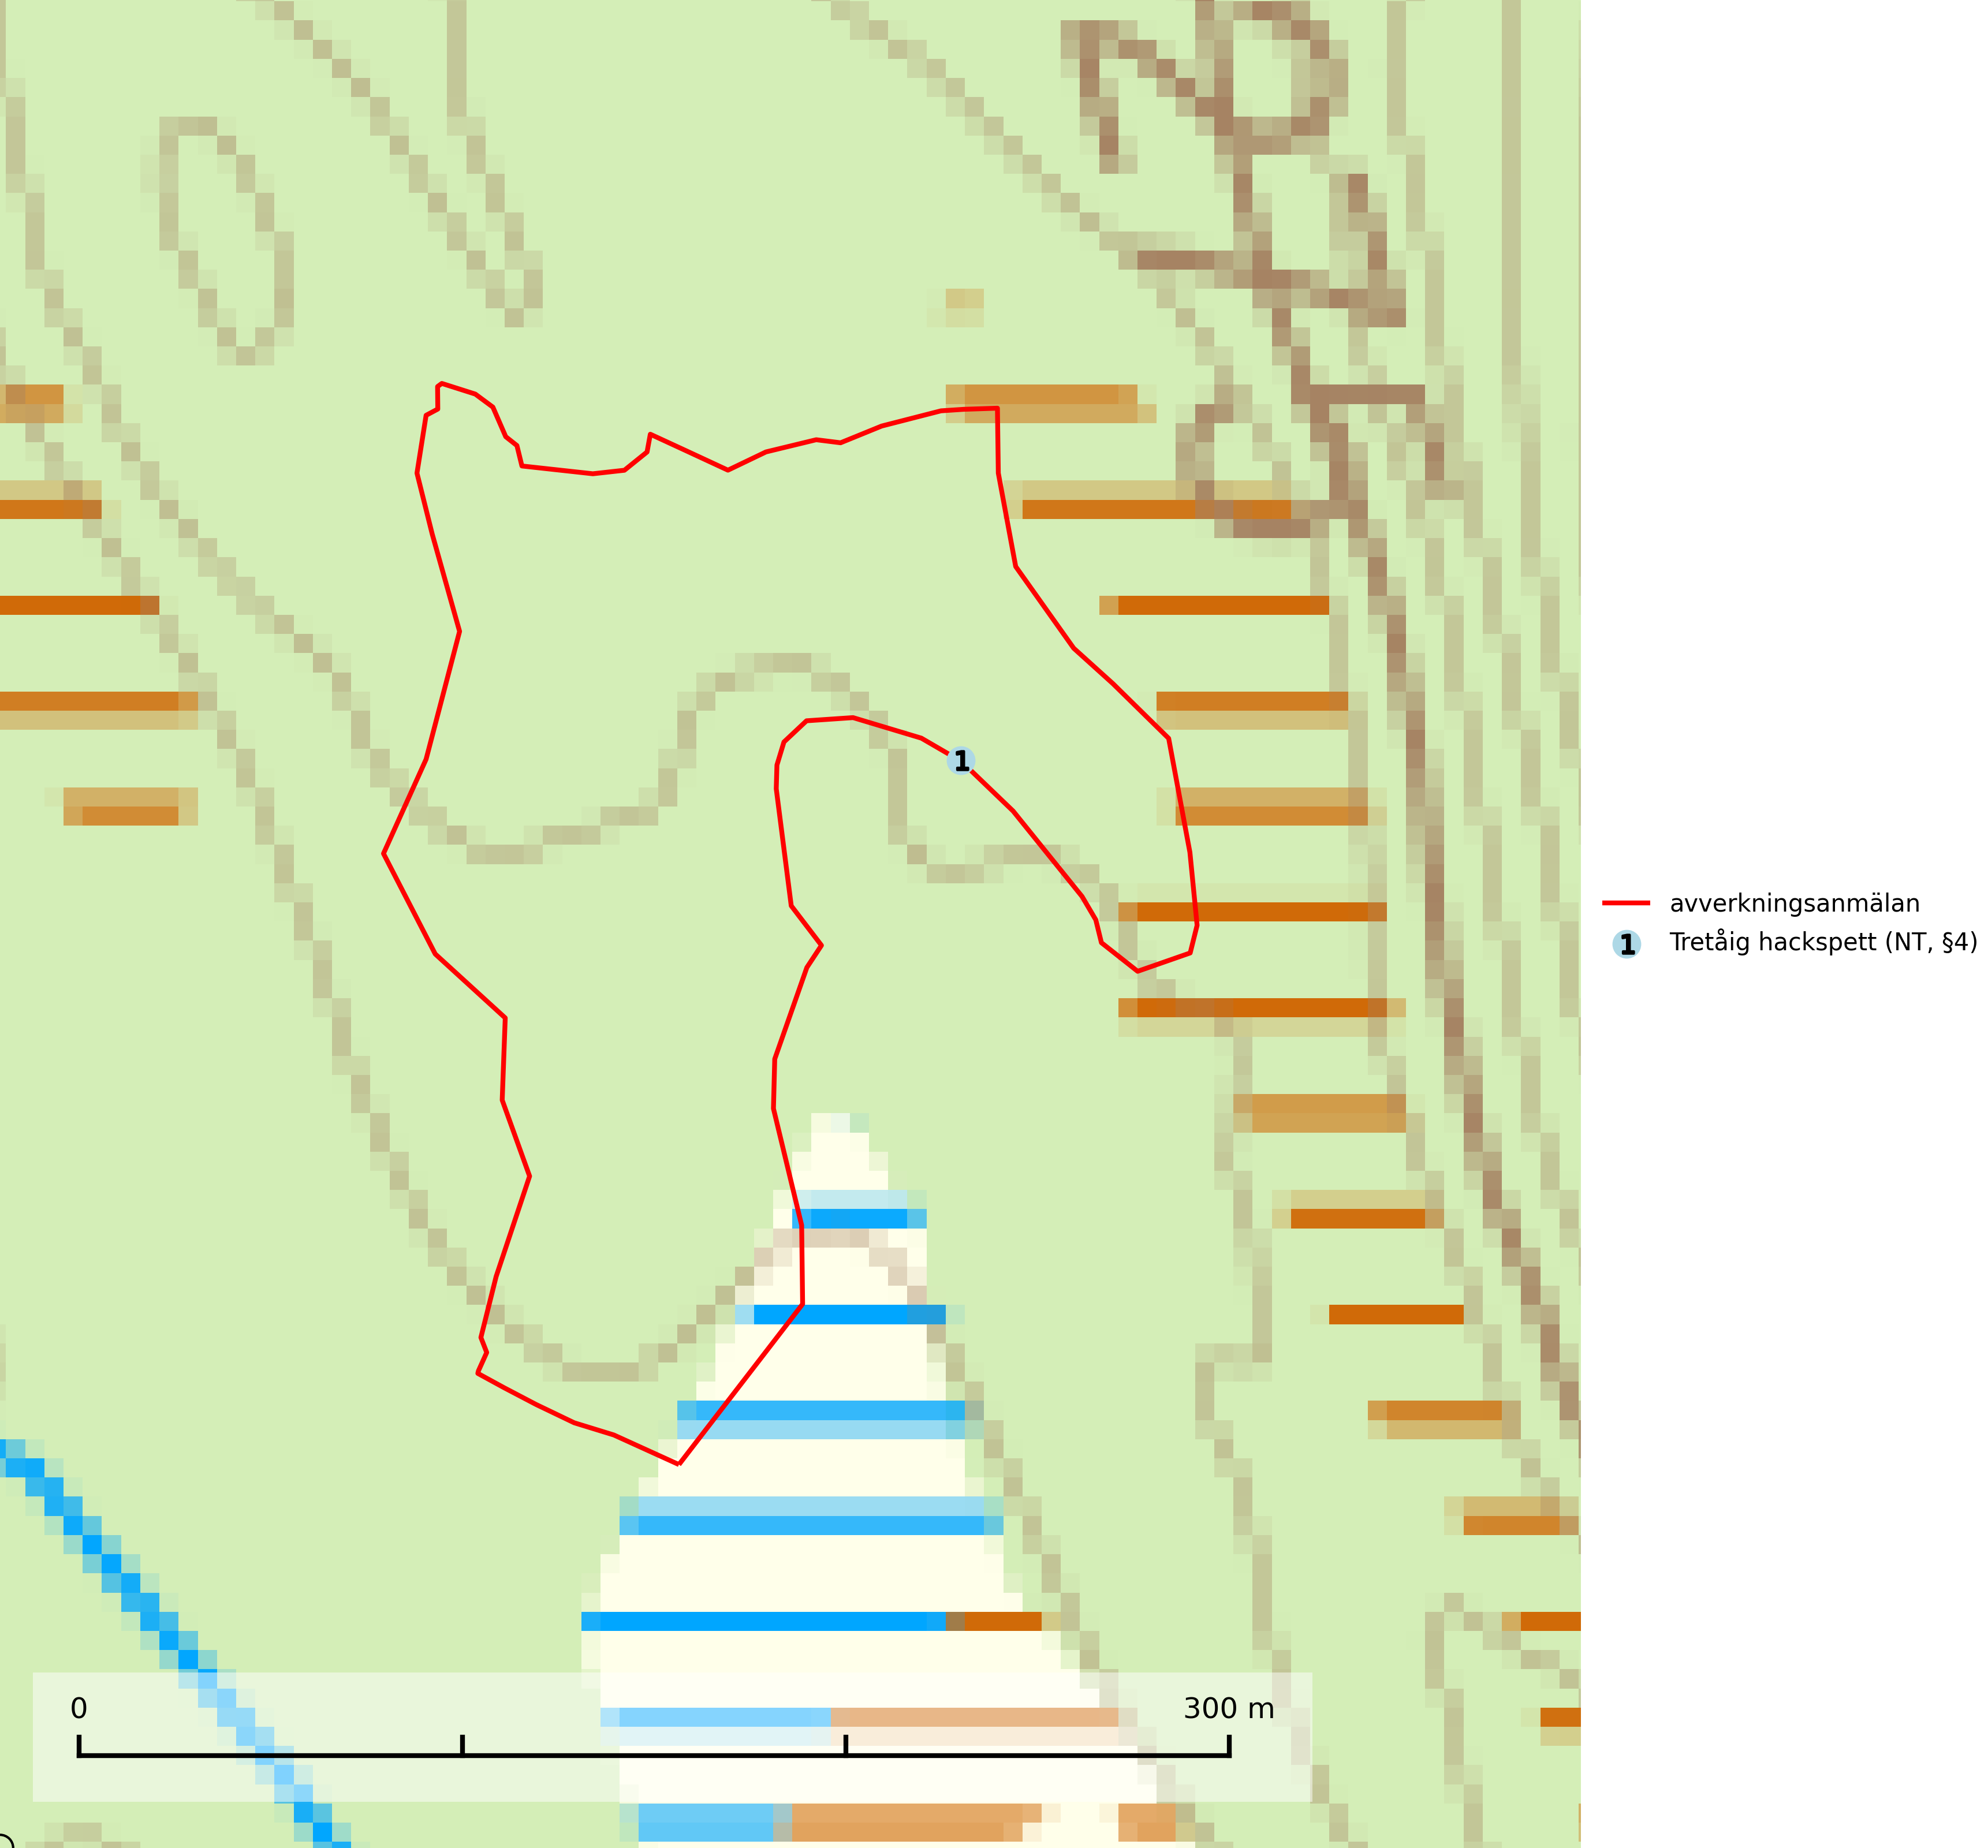 1
avverkningsanmälan
1 Tretåig hackspett (NT, §4)
0 300 m